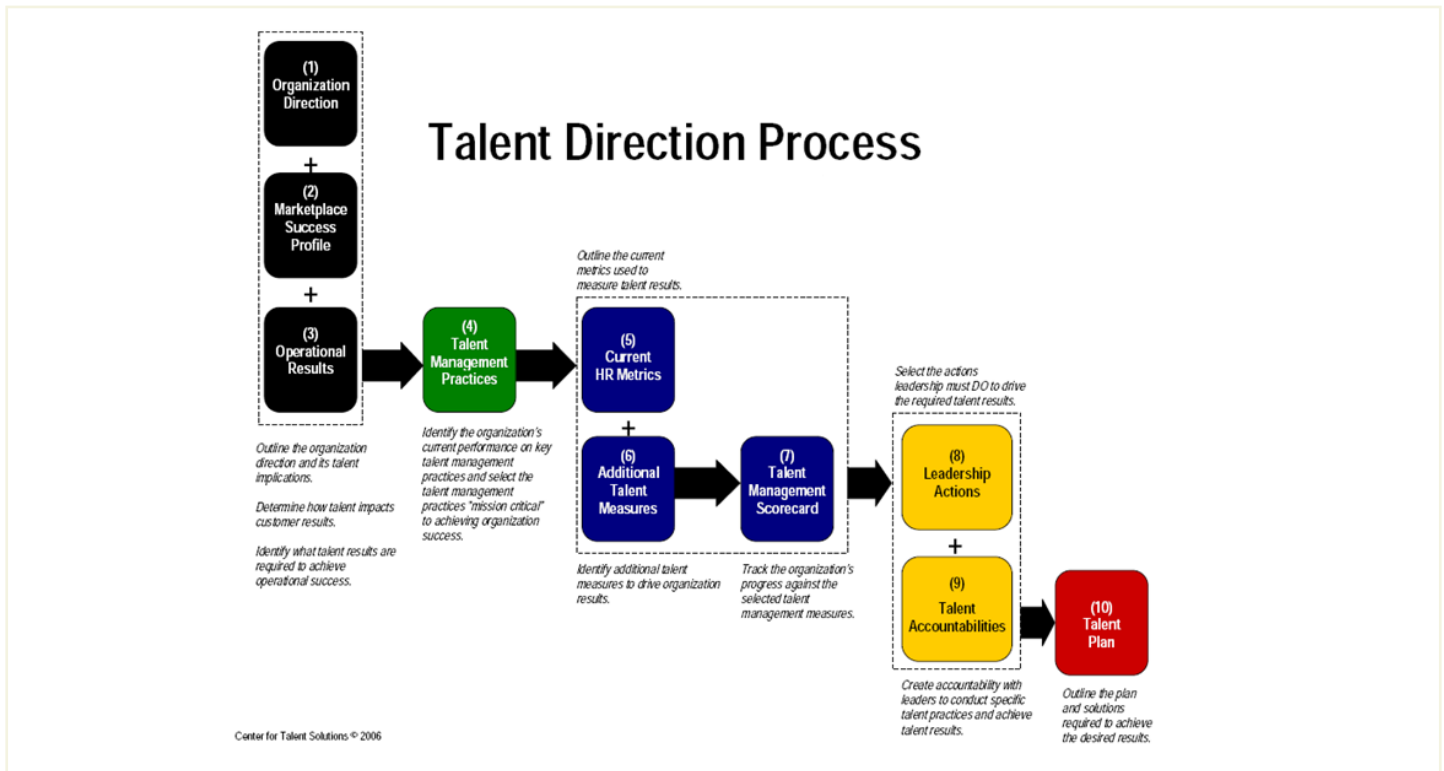 Talent Direction Process
(1)
Organization
Direction
+
(2)
Marketplace
Success
Profile
+
(3)
Operational
Results
Outline the organization
direction and its talent
implications.
Determine how talent impacts
customer results.
Identify what talent results are
required to achieve
operational success.
(4)
Talent
Management
Practices
Identify the organization's
current performance on key
talent management
practices and select the
talent management
practices "mission critical"
to achieving organization
success.
Outline the current
metrics used to
measure talent results.
(5)
Current
HR Metrics
+
(6)
Additional
Talent
Measures
Identify additional talent
measures to drive organization
results.
(7)
Talent
Management
Scorecard
Track the organization's
progress against the
selected talent
management measures.
Select the actions
leadership must DO to drive
the required talent results.
(8)
Leadership
Actions
+
(9)
Talent
Accountabilities
Create accountability with
leaders to conduct specific
talent practices and achieve
talent results.
(10)
Talent
Plan
Outline the plan
and solutions
required to achieve
the desired results.
Center for Talent Solutions © 2006